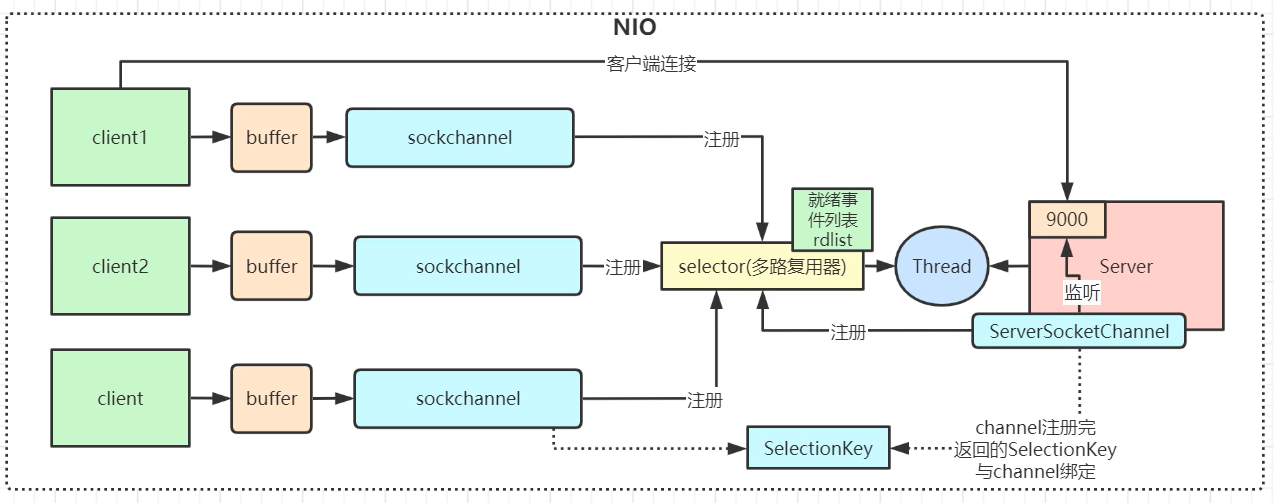 NIO
客户端连接
client1
buffer
sockchannel
注册
就绪事
件列表
rdlist
9000
client2
buffer
sockchannel
注册
selector(多路复用器)
Thread
Server
监听
注册
ServerSocketChannel
client
buffer
sockchannel
注册
SelectionKey
channel注册完
返回的SelectionKey
与channel绑定